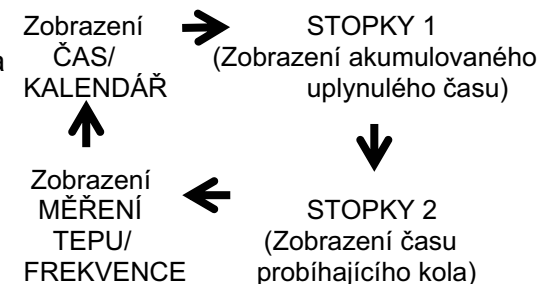 Zobrazení
ČAS/
KALENDÁŘ
STOPKY 1
(Zobrazení akumulovaného
uplynulého času)
a
Zobrazení
MĚŘENÍ
TEPU/
FREKVENCE
STOPKY 2
(Zobrazení času
probíhajícího kola)